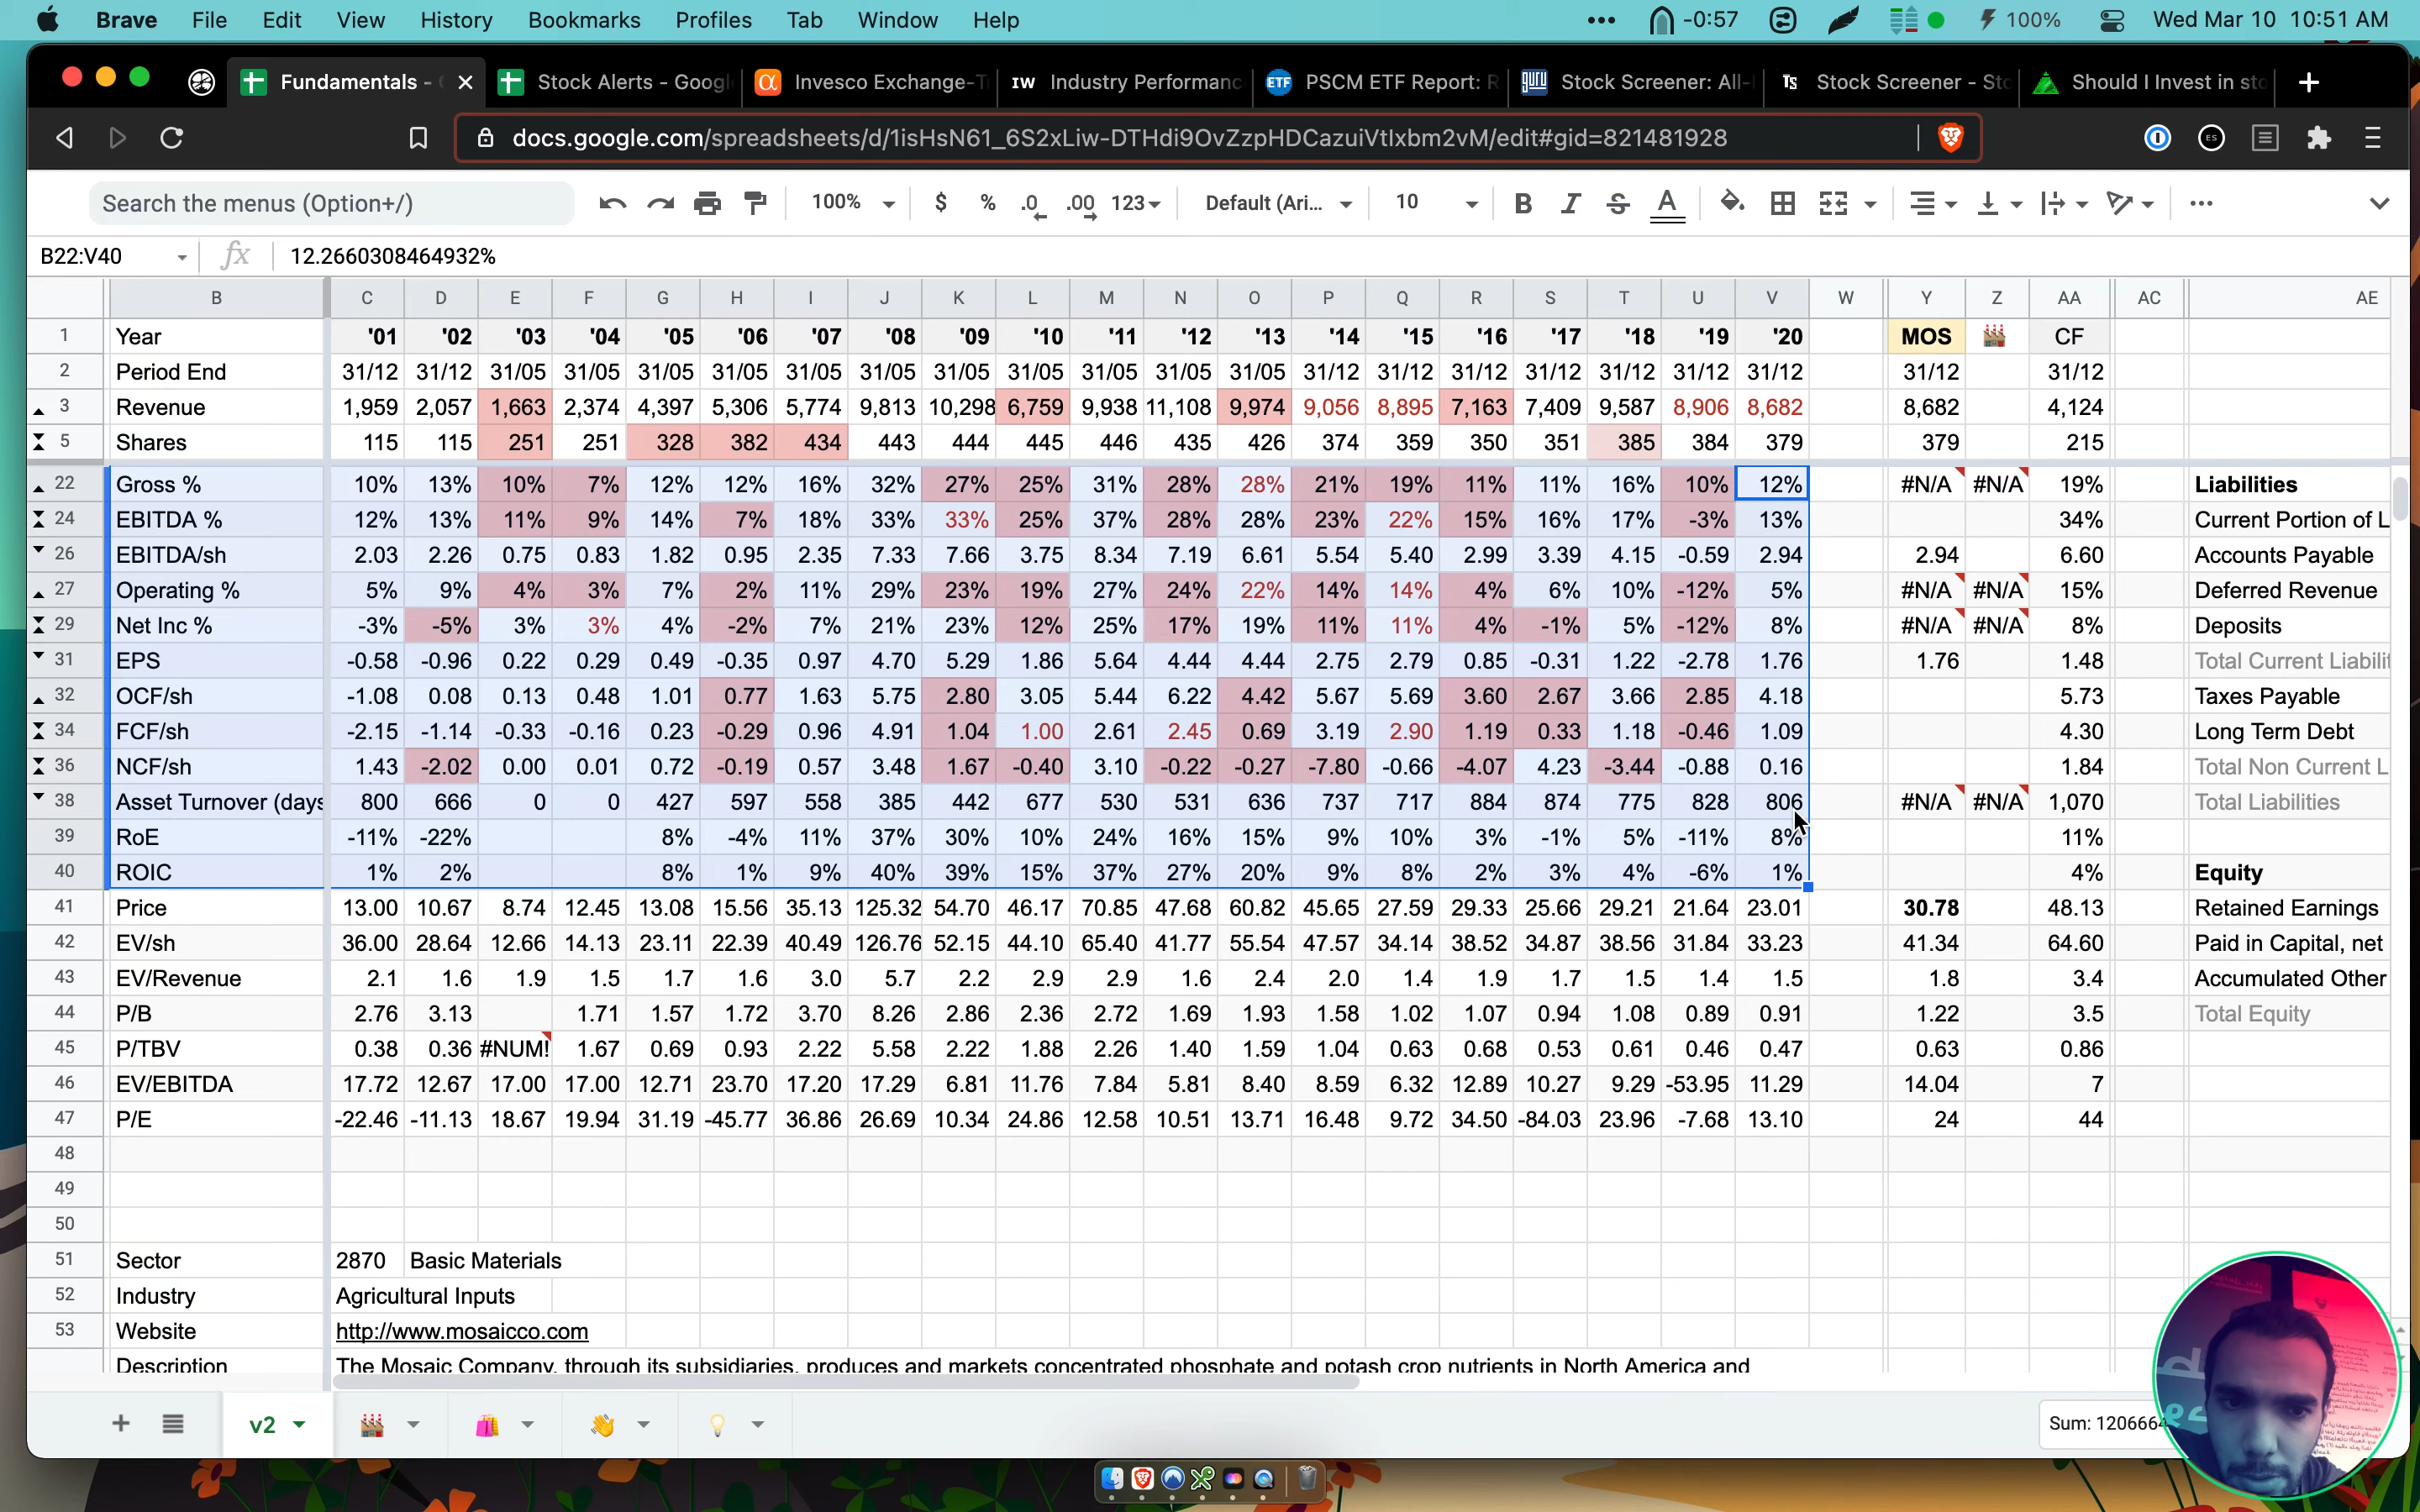 Brave File Edit View History Bookmarks Profiles Tab Window Help ••• -0:57 100% Wed Mar 10 10:51 AM
Fundamentals - Stock Alerts - Googl Invesco Exchange-T IW Industry Performanc ETF PSCM ETF Report: R guru Stock Screener: All- Ts Stock Screener - Sto Should I Invest in sto
docs.google.com/spreadsheets/d/1isHsN61_6S2xLiw-DTHdi9OvZzpHDCazuiVtIxbm2vM/edit#gid=821481928 ES
Search the menus (Option+/) 100% $ % .0 .00 123 Default (Ari... 10 B I S A
B22:V40 fx 12.2660308464932%
B C D E F G H I J K L M N O P Q R S T U V W Y Z AA AC AE
1 Year '01 '02 '03 '04 '05 '06 '07 '08 '09 '10 '11 '12 '13 '14 '15 '16 '17 '18 '19 '20 MOS CF
2 Period End 31/12 31/12 31/05 31/05 31/05 31/05 31/05 31/05 31/05 31/05 31/05 31/05 31/05 31/12 31/12 31/12 31/12 31/12 31/12 31/12 31/12 31/12
3 Revenue 1,959 2,057 1,663 2,374 4,397 5,306 5,774 9,813 10,298 6,759 9,938 11,108 9,974 9,056 8,895 7,163 7,409 9,587 8,906 8,682 8,682 4,124
5 Shares 115 115 251 251 328 382 434 443 444 445 446 435 426 374 359 350 351 385 384 379 379 215
22 Gross % 10% 13% 10% 7% 12% 12% 16% 32% 27% 25% 31% 28% 28% 21% 19% 11% 11% 16% 10% 12% #N/A #N/A 19% Liabilities
24 EBITDA % 12% 13% 11% 9% 14% 7% 18% 33% 33% 25% 37% 28% 28% 23% 22% 15% 16% 17% -3% 13% 34% Current Portion of L
26 EBITDA/sh 2.03 2.26 0.75 0.83 1.82 0.95 2.35 7.33 7.66 3.75 8.34 7.19 6.61 5.54 5.40 2.99 3.39 4.15 -0.59 2.94 2.94 6.60 Accounts Payable
27 Operating % 5% 9% 4% 3% 7% 2% 11% 29% 23% 19% 27% 24% 22% 14% 14% 4% 6% 10% -12% 5% #N/A #N/A 15% Deferred Revenue
29 Net Inc % -3% -5% 3% 3% 4% -2% 7% 21% 23% 12% 25% 17% 19% 11% 11% 4% -1% 5% -12% 8% #N/A #N/A 8% Deposits
31 EPS -0.58 -0.96 0.22 0.29 0.49 -0.35 0.97 4.70 5.29 1.86 5.64 4.44 4.44 2.75 2.79 0.85 -0.31 1.22 -2.78 1.76 1.76 1.48 Total Current Liabilit
32 OCF/sh -1.08 0.08 0.13 0.48 1.01 0.77 1.63 5.75 2.80 3.05 5.44 6.22 4.42 5.67 5.69 3.60 2.67 3.66 2.85 4.18 5.73 Taxes Payable
34 FCF/sh -2.15 -1.14 -0.33 -0.16 0.23 -0.29 0.96 4.91 1.04 1.00 2.61 2.45 0.69 3.19 2.90 1.19 0.33 1.18 -0.46 1.09 4.30 Long Term Debt
36 NCF/sh 1.43 -2.02 0.00 0.01 0.72 -0.19 0.57 3.48 1.67 -0.40 3.10 -0.22 -0.27 -7.80 -0.66 -4.07 4.23 -3.44 -0.88 0.16 1.84 Total Non Current L
38 Asset Turnover (days 800 666 0 0 427 597 558 385 442 677 530 531 636 737 717 884 874 775 828 806 #N/A #N/A 1,070 Total Liabilities
39 RoE -11% -22% 8% -4% 11% 37% 30% 10% 24% 16% 15% 9% 10% 3% -1% 5% -11% 8% 11%
40 ROIC 1% 2% 8% 1% 9% 40% 39% 15% 37% 27% 20% 9% 8% 2% 3% 4% -6% 1% 4% Equity
41 Price 13.00 10.67 8.74 12.45 13.08 15.56 35.13 125.32 54.70 46.17 70.85 47.68 60.82 45.65 27.59 29.33 25.66 29.21 21.64 23.01 30.78 48.13 Retained Earnings
42 EV/sh 36.00 28.64 12.66 14.13 23.11 22.39 40.49 126.76 52.15 44.10 65.40 41.77 55.54 47.57 34.14 38.52 34.87 38.56 31.84 33.23 41.34 64.60 Paid in Capital, net
43 EV/Revenue 2.1 1.6 1.9 1.5 1.7 1.6 3.0 5.7 2.2 2.9 2.9 1.6 2.4 2.0 1.4 1.9 1.7 1.5 1.4 1.5 1.8 3.4 Accumulated Other
44 P/B 2.76 3.13 1.71 1.57 1.72 3.70 8.26 2.86 2.36 2.72 1.69 1.93 1.58 1.02 1.07 0.94 1.08 0.89 0.91 1.22 3.5 Total Equity
45 P/TBV 0.38 0.36 #NUM! 1.67 0.69 0.93 2.22 5.58 2.22 1.88 2.26 1.40 1.59 1.04 0.63 0.68 0.53 0.61 0.46 0.47 0.63 0.86
46 EV/EBITDA 17.72 12.67 17.00 17.00 12.71 23.70 17.20 17.29 6.81 11.76 7.84 5.81 8.40 8.59 6.32 12.89 10.27 9.29 -53.95 11.29 14.04 7
47 P/E -22.46 -11.13 18.67 19.94 31.19 -45.77 36.86 26.69 10.34 24.86 12.58 10.51 13.71 16.48 9.72 34.50 -84.03 23.96 -7.68 13.10 24 44
48
49
50
51 Sector 2870 Basic Materials
52 Industry Agricultural Inputs
53 Website http://www.mosaicco.com
Description The Mosaic Company, through its subsidiaries, produces and markets concentrated phosphate and potash crop nutrients in North America and
v2 Sum: 1206664